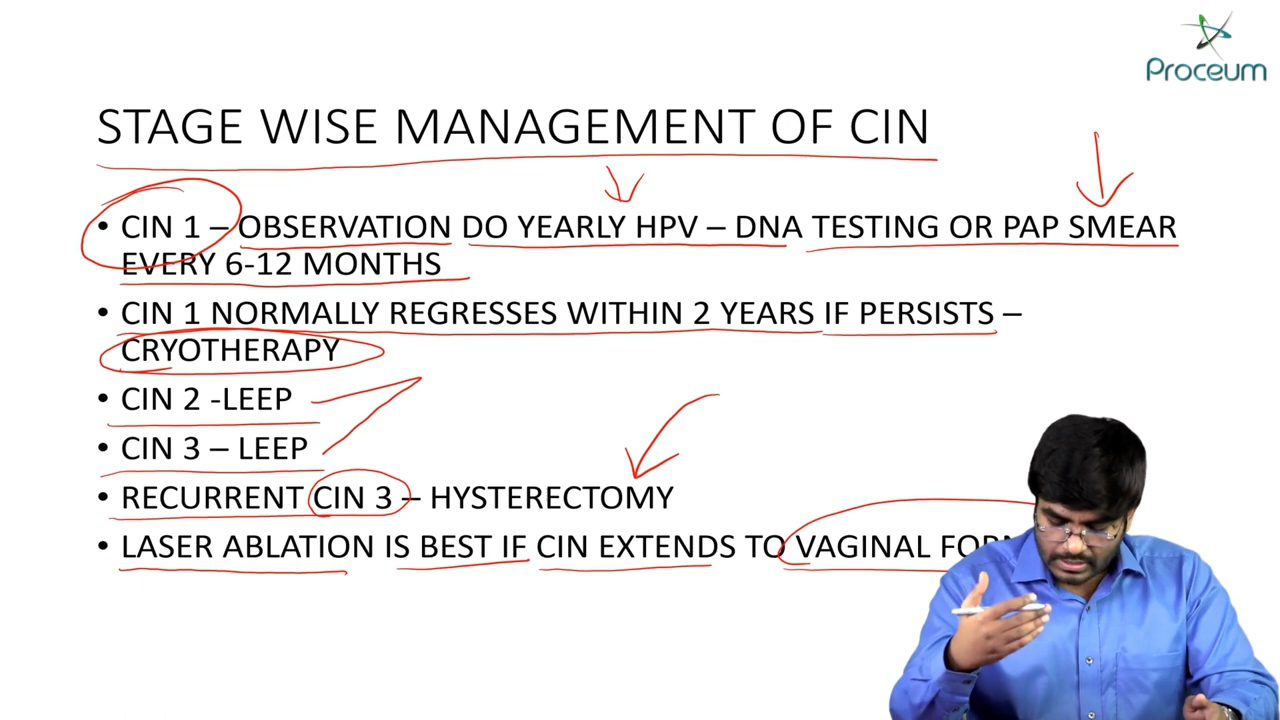 Proceum
STAGE WISE MANAGEMENT OF CIN
• CIN 1 – OBSERVATION DO YEARLY HPV – DNA TESTING OR PAP SMEAR
EVERY 6-12 MONTHS
• CIN 1 NORMALLY REGRESSES WITHIN 2 YEARS IF PERSISTS –
CRYOTHERAPY
• CIN 2 -LEEP
• CIN 3 – LEEP
• RECURRENT CIN 3 – HYSTERECTOMY
• LASER ABLATION IS BEST IF CIN EXTENDS TO VAGINAL